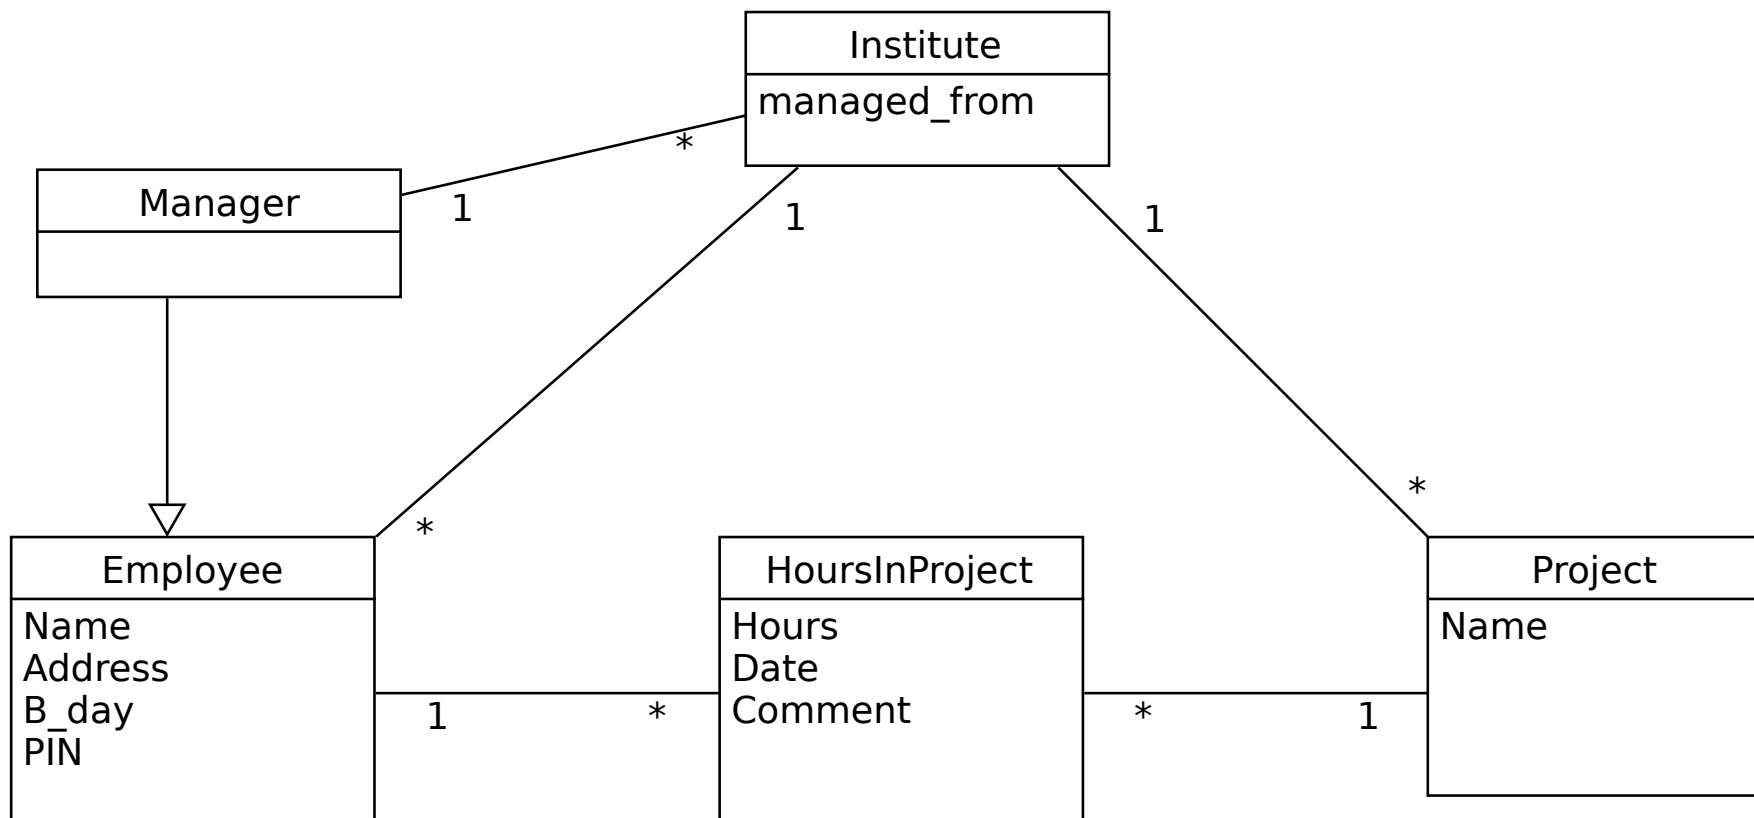 Institute
managed_from
*
Manager
1
1
1
*
*
Employee
Name
Address
B_day
PIN
HoursInProject
Hours
Date
Comment
Project
Name
1
*
*
1